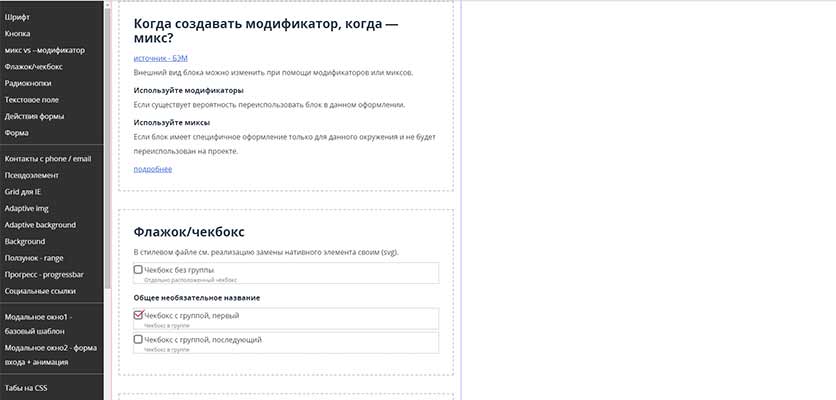 Шрифт
Кнопка
микс vs --модификатор
Флажок/чекбокс
Радиокнопки
Текстовое поле
Действия формы
Форма
Контакты с phone / email
Псевдоэлемент
Grid для IE
Adaptive img
Adaptive background
Background
Ползунок - range
Прогресс - progressbar
Социальные ссылки
Модальное окно1 -
базовый шаблон
Модальное окно2 - форма
входа + анимация
Табы на CSS
Когда создавать модификатор, когда —
микс?
источник - БЭМ
Внешний вид блока можно изменить при помощи модификаторов или миксов.
Используйте модификаторы
Если существует вероятность переиспользовать блок в данном оформлении.
Используйте миксы
Если блок имеет специфичное оформление только для данного окружения и не будет
переиспользован на проекте.
подробнее
Флажок/чекбокс
В стилевом файле см. реализацию замены нативного элемента своим (svg).
Чекбокс без группы
Отдельно расположенный чекбокс
Общее необязательное название
Чекбокс с группой, первый
Чекбокс в группе
Чекбокс с группой, последующий
Чекбокс в группе